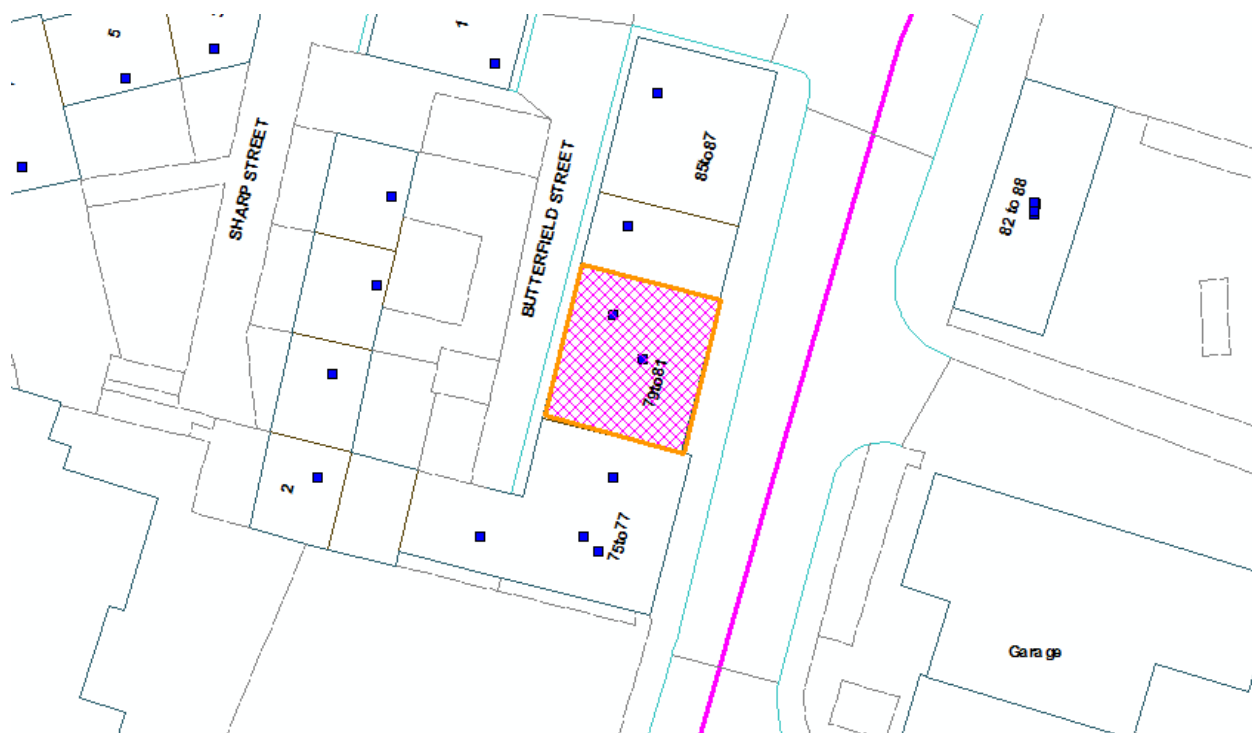 5
1
SHARP STREET
BUTTERFIELD STREET
85to87
82 to 88
79to81
2
75to77
Garage